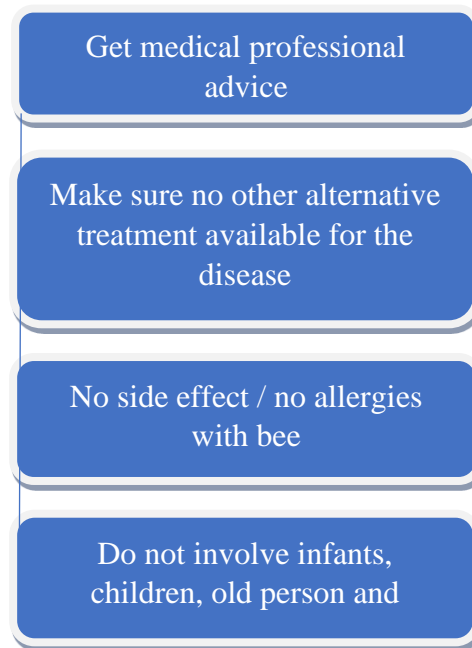 Get medical professional
advice
Make sure no other alternative
treatment available for the
disease
No side effect / no allergies
with bee
Do not involve infants,
children, old person and